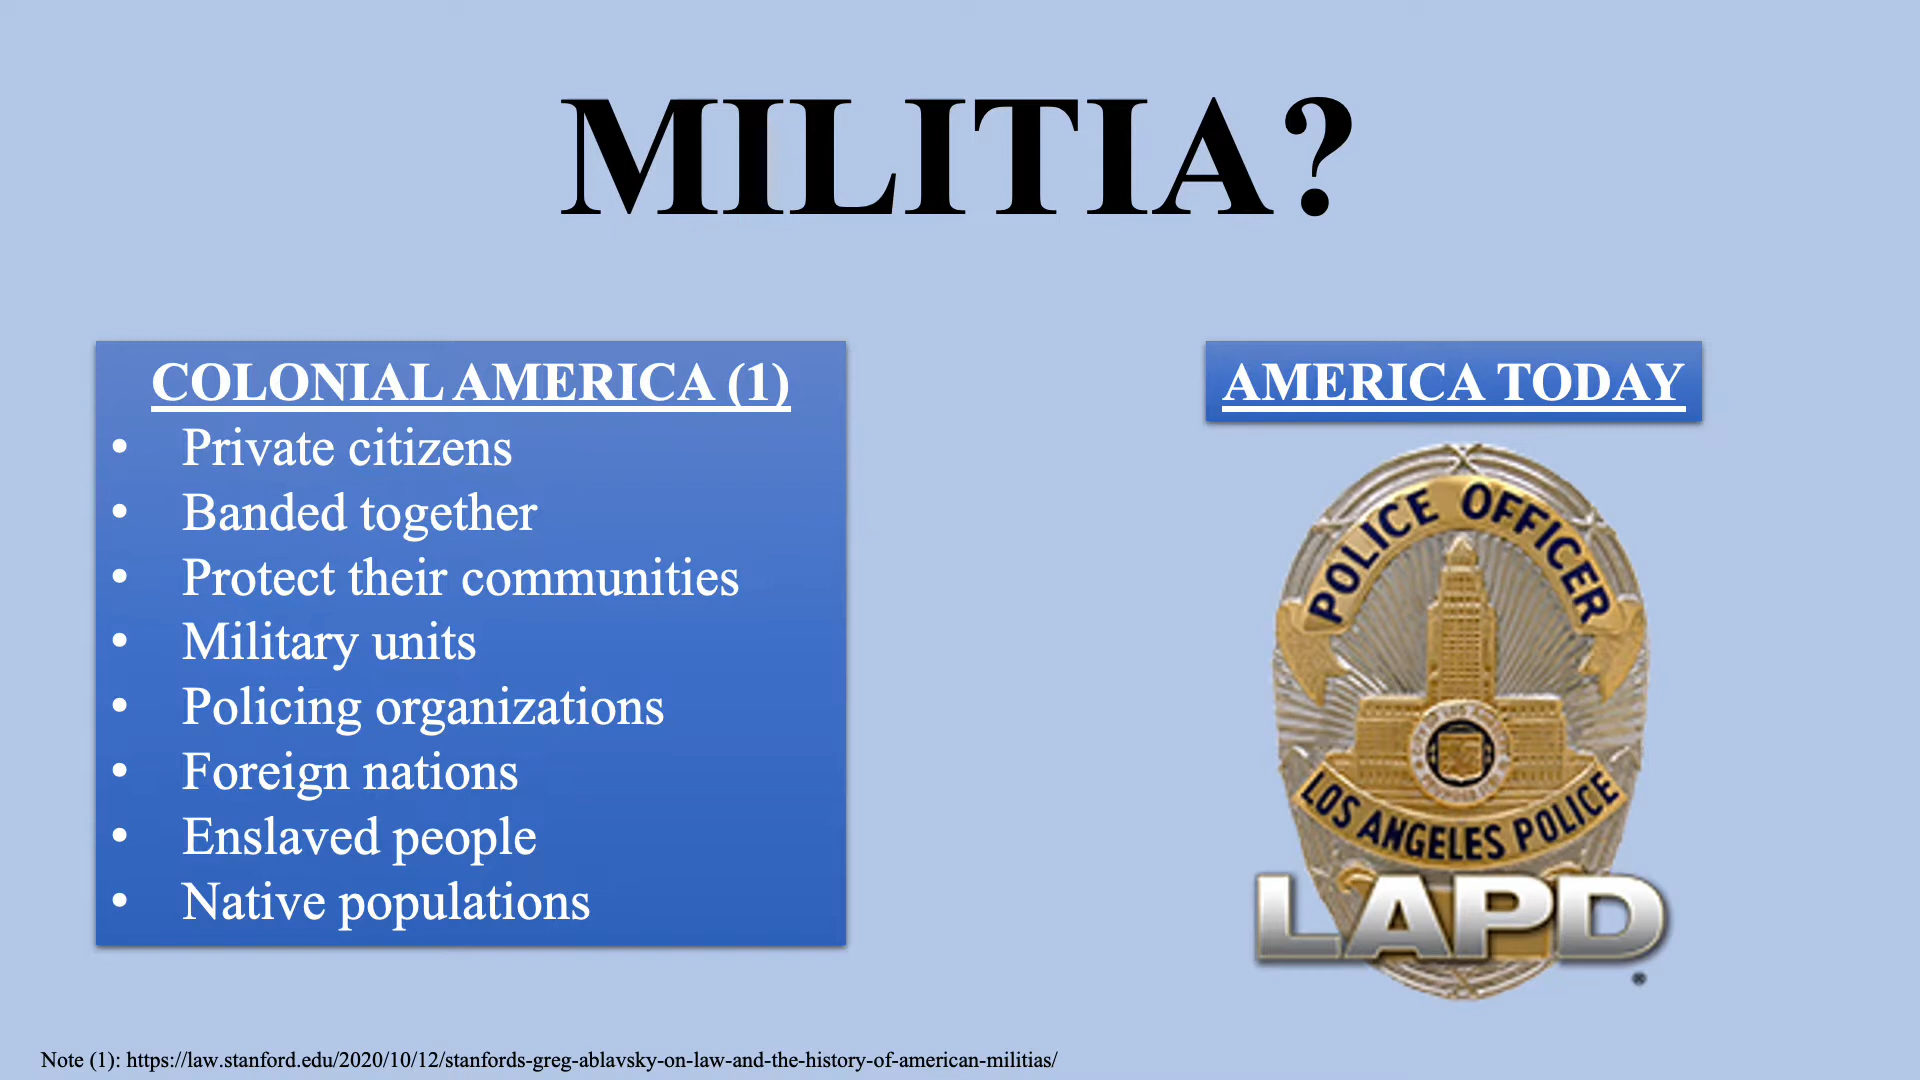 MILITIA?
COLONIAL AMERICA (1)
• Private citizens
• Banded together
• Protect their communities
• Military units
• Policing organizations
• Foreign nations
• Enslaved people
• Native populations
AMERICA TODAY
POLICE OFFICER
LOS ANGELES POLICE
LAPD
Note (1): https://law.stanford.edu/2020/10/12/stanfords-greg-ablavsky-on-law-and-the-history-of-american-militias/